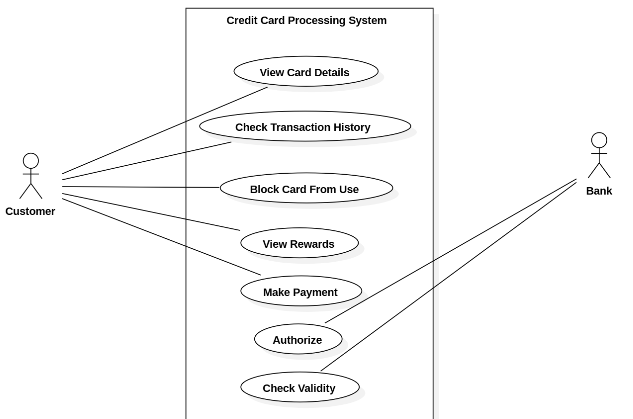 Credit Card Processing System
View Card Details
Check Transaction History
Customer
Bank
Block Card From Use
View Rewards
Make Payment
Authorize
Check Validity